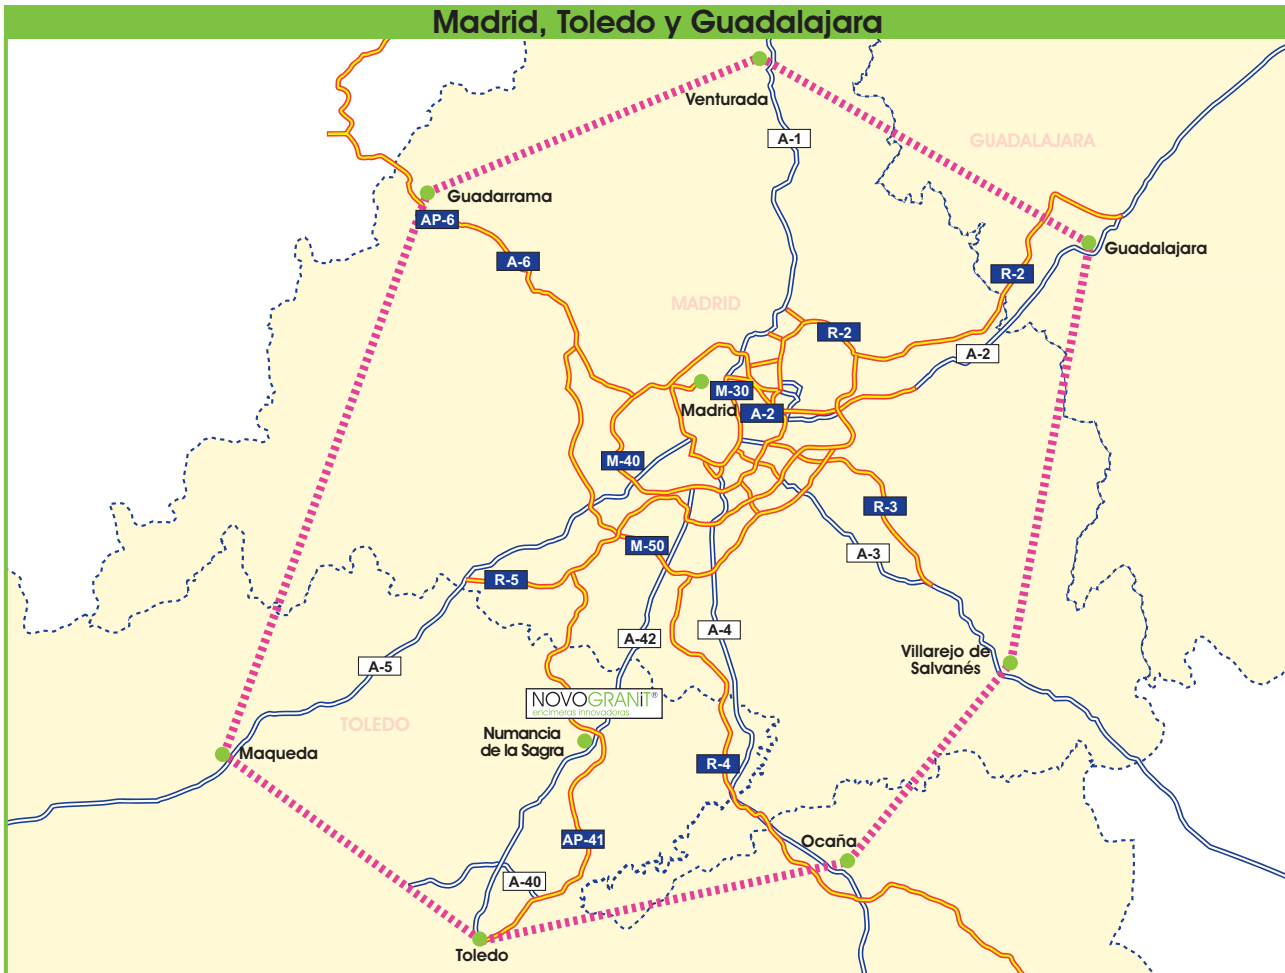 Madrid, Toledo y Guadalajara
Venturada
A-1
GUADALAJARA
Guadarrama
AP-6
Guadalajara
A-6
R-2
MADRID
R-2
A-2
M-30
Madrid
A-2
M-40
R-3
M-50
A-3
R-5
A-42
A-4
Villarejo de
Salvanés
A-5
NOVOGRANiT®
encimeras innovadoras
TOLEDO
Numancia
de la Sagra
Maqueda
R-4
AP-41
Ocaña
A-40
Toledo